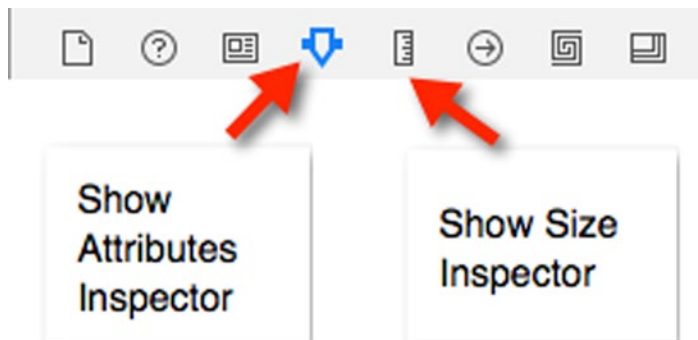 Show
Attributes
Inspector
Show Size
Inspector